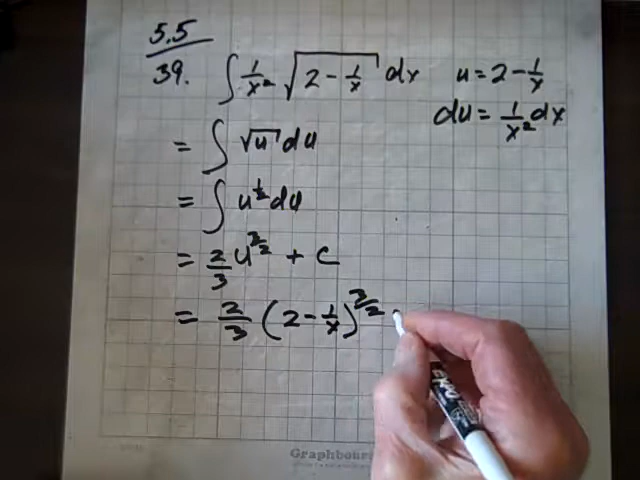 5.5
39. ∫ 1/x² √(2 - 1/x) dx u = 2 - 1/x
du = 1/x² dx
= ∫ √u du
= ∫ u^(1/2) du
= 2/3 u^(3/2) + C
= 2/3 (2 - 1/x)^(3/2)
Graphboard